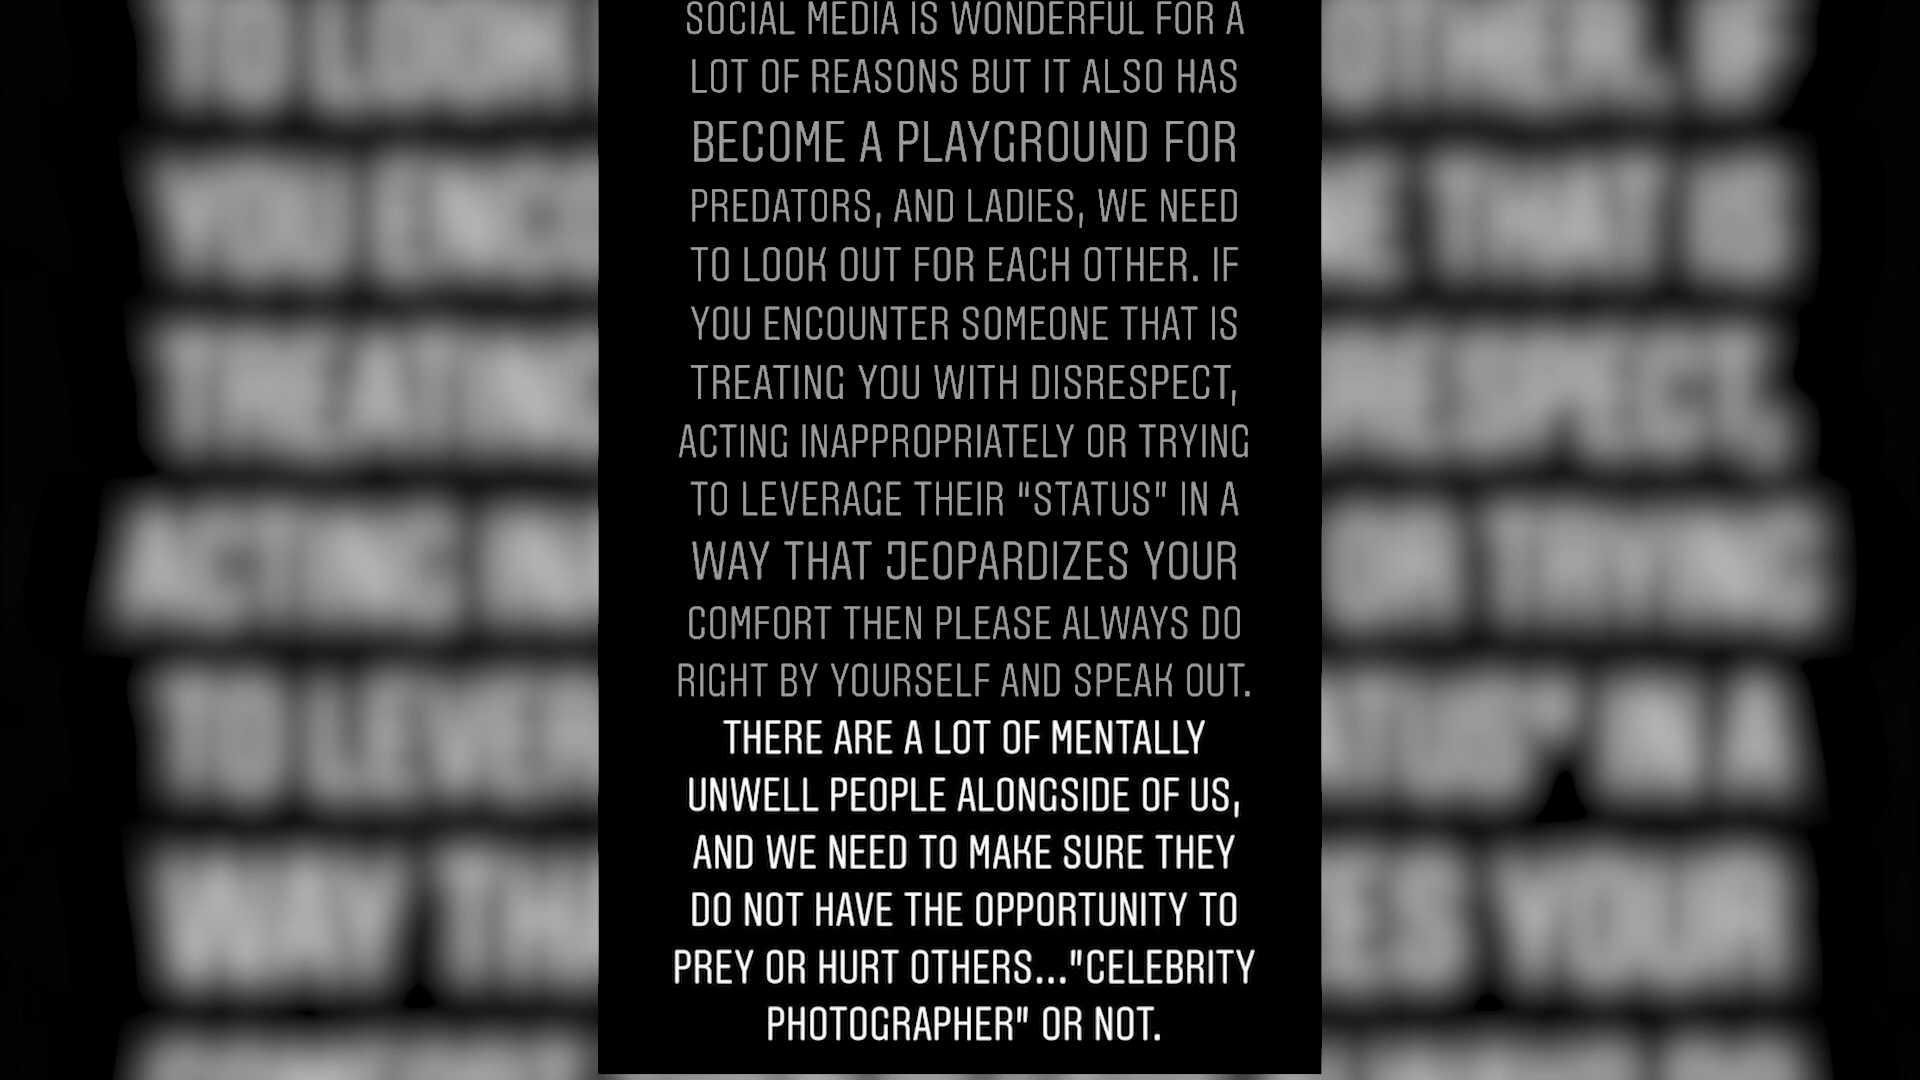 SOCIAL MEDIA IS WONDERFUL FOR A
LOT OF REASONS BUT IT ALSO HAS
BECOME A PLAYGROUND FOR
PREDATORS, AND LADIES, WE NEED
TO LOOK OUT FOR EACH OTHER. IF
YOU ENCOUNTER SOMEONE THAT IS
TREATING YOU WITH DISRESPECT,
ACTING INAPPROPRIATELY OR TRYING
TO LEVERAGE THEIR "STATUS" IN A
WAY THAT JEOPARDIZES YOUR
COMFORT THEN PLEASE ALWAYS DO
RIGHT BY YOURSELF AND SPEAK OUT.
THERE ARE A LOT OF MENTALLY
UNWELL PEOPLE ALONGSIDE OF US,
AND WE NEED TO MAKE SURE THEY
DO NOT HAVE THE OPPORTUNITY TO
PREY OR HURT OTHERS..."CELEBRITY
PHOTOGRAPHER" OR NOT.